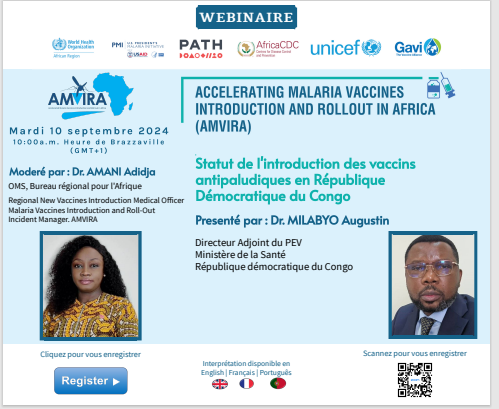 WEBINAIRE
World Health Organization
African Region
PMI U.S. PRESIDENT'S MALARIA INITIATIVE
USAID
PATH
AfricaCDC
unicef
Gavi
AMVIRA
Mardi 10 septembre 2024
10:00a.m. Heure de Brazzaville
(GMT+1)
Moderé par : Dr. AMANI Adidja
OMS, Bureau régional pour l'Afrique
Regional New Vaccines Introduction Medical Officer
Malaria Vaccines Introduction and Roll-Out
Incident Manager. AMVIRA
ACCELERATING MALARIA VACCINES
INTRODUCTION AND ROLLOUT IN AFRICA
(AMVIRA)
Statut de l'introduction des vaccins
antipaludiques en République
Démocratique du Congo
Presenté par : Dr. MILABYO Augustin
Directeur Adjoint du PEV
Ministère de la Santé
République démocratique du Congo
Cliquez pour vous enregistrer
Register
Interprétation disponible en
English | Français | Português
Scannez pour vous enregistrer